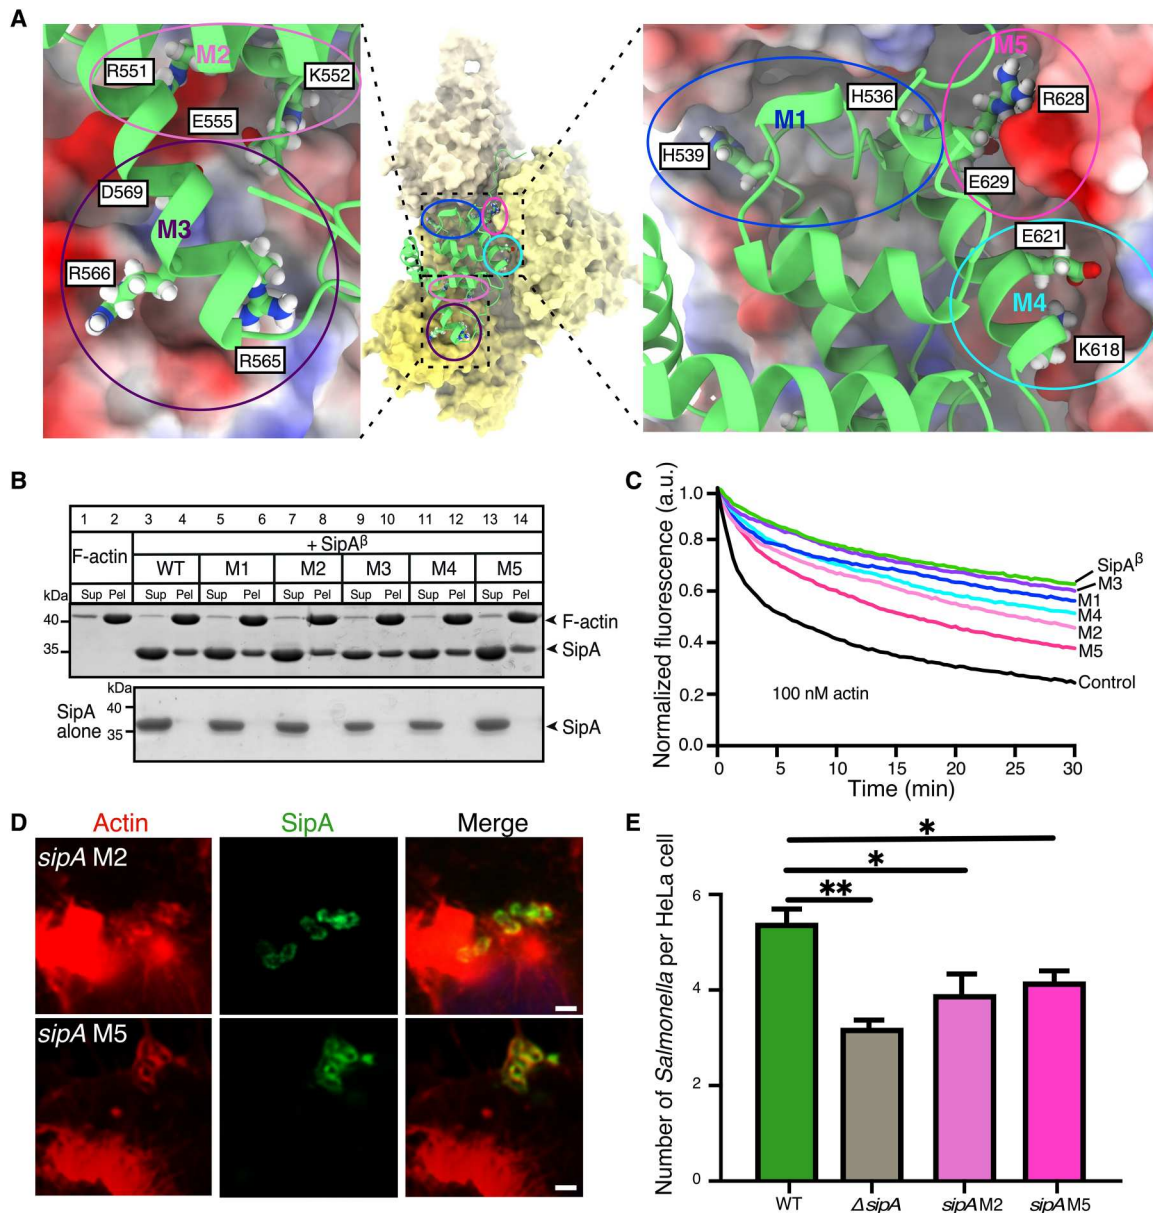 A
M2
R551
K552
E555
D569
M3
R566
R565
M5
H536
R628
M1
H539
E629
E621
M4
K618
B
1 2 3 4 5 6 7 8 9 10 11 12 13 14
F-actin
+ SipAᵝ
WT M1 M2 M3 M4 M5
kDa Sup Pel Sup Pel Sup Pel Sup Pel Sup Pel Sup Pel Sup Pel
40 F-actin
35 SipA
kDa
SipA alone
40
35
SipA
C
Normalized fluorescence (a.u.)
1.0
0.8
0.6
0.4
0.2
0.0
SipAᵝ
M3
M1
M4
M2
M5
Control
100 nM actin
0 5 10 15 20 25 30
Time (min)
D
Actin SipA Merge
sipA M2
sipA M5
E
Number of Salmonella per HeLa cell
*
*
**
6
4
2
0
WT ΔsipA sipA M2 sipA M5